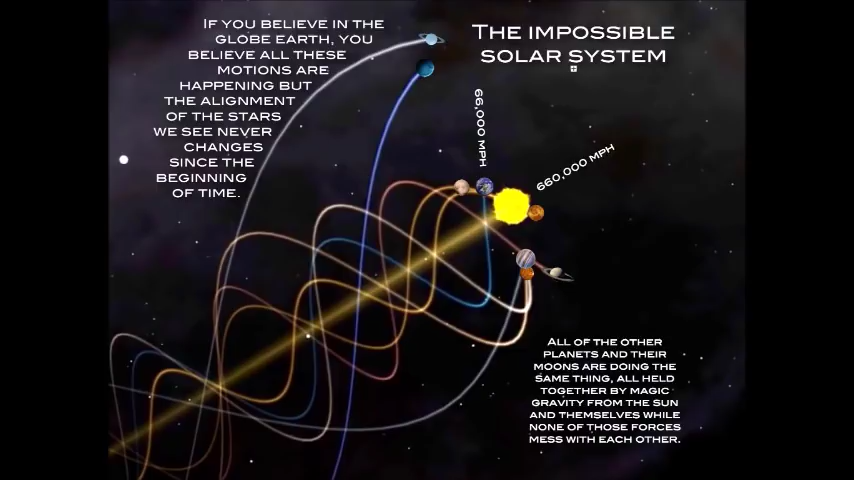 IF YOU BELIEVE IN THE
GLOBE EARTH, YOU
BELIEVE ALL THESE
MOTIONS ARE
HAPPENING BUT
THE ALIGNMENT
OF THE STARS
WE SEE NEVER
CHANGES
SINCE THE
BEGINNING
OF TIME.
THE IMPOSSIBLE
SOLAR SYSTEM
66,000 MPH
660,000 MPH
ALL OF THE OTHER
PLANETS AND THEIR
MOONS ARE DOING THE
SAME THING, ALL HELD
TOGETHER BY MAGIC
GRAVITY FROM THE SUN
AND THEMSELVES WHILE
NONE OF THOSE FORCES
MESS WITH EACH OTHER.